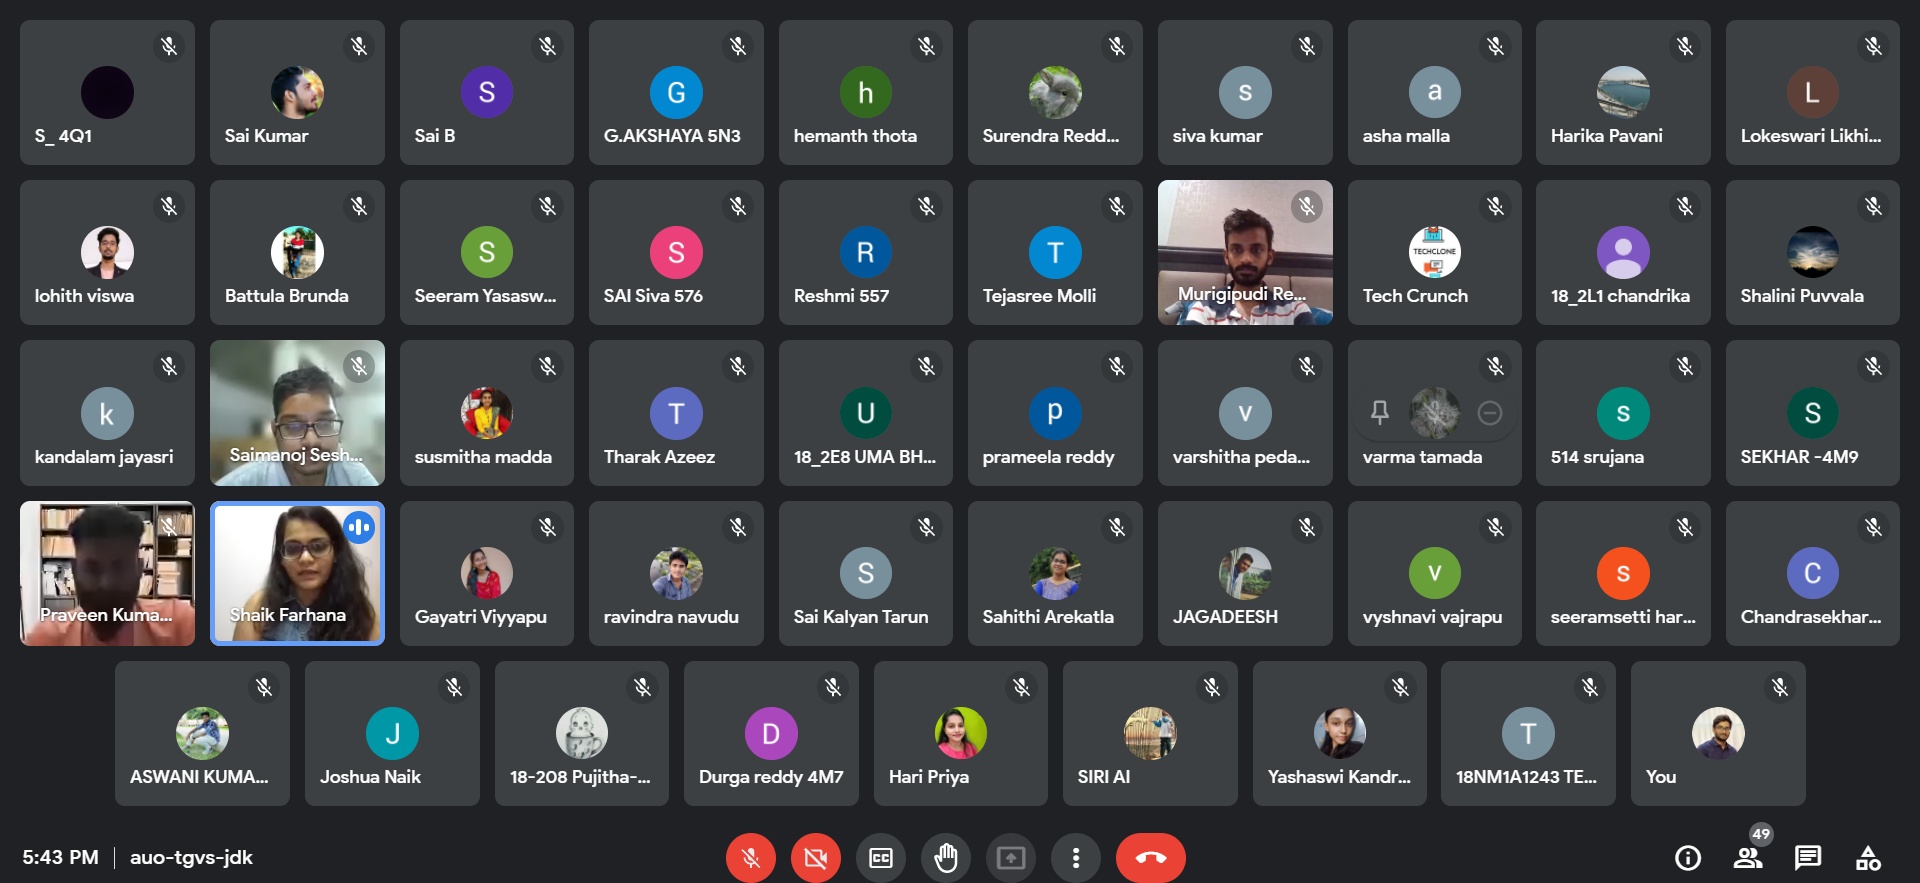 S_ 4Q1
Sai Kumar
S
Sai B
G
G.AKSHAYA 5N3
h
hemanth thota
Surendra Redd...
s
siva kumar
a
asha malla
Harika Pavani
L
Lokeswari Likhi...
lohith viswa
Battula Brunda
S
Seeram Yasasw...
S
SAI Siva 576
R
Reshmi 557
T
Tejasree Molli
Murigipudi Re...
TECHCLONE
Tech Crunch
18_2L1 chandrika
Shalini Puvvala
k
kandalam jayasri
Saimanoj Sesh...
susmitha madda
T
Tharak Azeez
U
18_2E8 UMA BH...
p
prameela reddy
v
varshitha peda...
varma tamada
s
514 srujana
S
SEKHAR -4M9
Praveen Kuma...
Shaik Farhana
Gayatri Viyyapu
ravindra navudu
S
Sai Kalyan Tarun
Sahithi Arekatla
JAGADEESH
v
vyshnavi vajrapu
s
seeramsetti har...
C
Chandrasekhar...
ASWANI KUMA...
J
Joshua Naik
18-208 Pujitha-...
D
Durga reddy 4M7
Hari Priya
SIRI AI
Yashaswi Kandr...
T
18NM1A1243 TE...
You
5:43 PM
auo-tgvs-jdk
CC
49